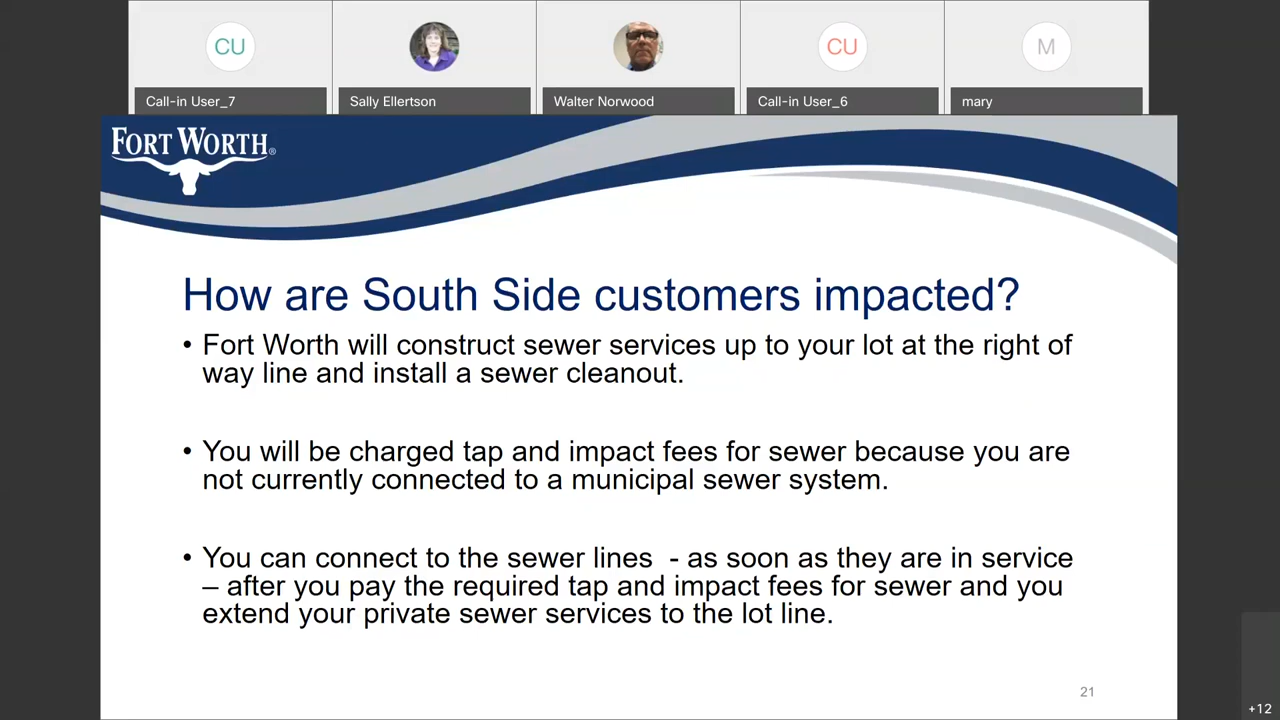 CU
CU
M
Call-in User_7
Sally Ellertson
Walter Norwood
Call-in User_6
mary
FORT WORTH®
How are South Side customers impacted?
• Fort Worth will construct sewer services up to your lot at the right of
way line and install a sewer cleanout.
• You will be charged tap and impact fees for sewer because you are
not currently connected to a municipal sewer system.
• You can connect to the sewer lines  - as soon as they are in service
– after you pay the required tap and impact fees for sewer and you
extend your private sewer services to the lot line.
21
+12